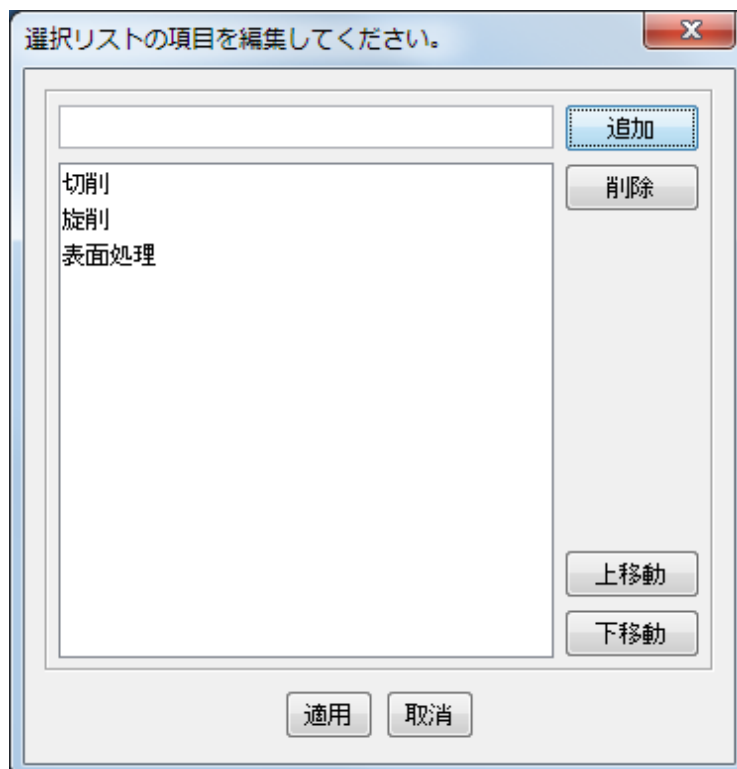 選択リストの項目を編集してください。
追加
切削
削除
旋削
表面処理
上移動
下移動
適用 取消